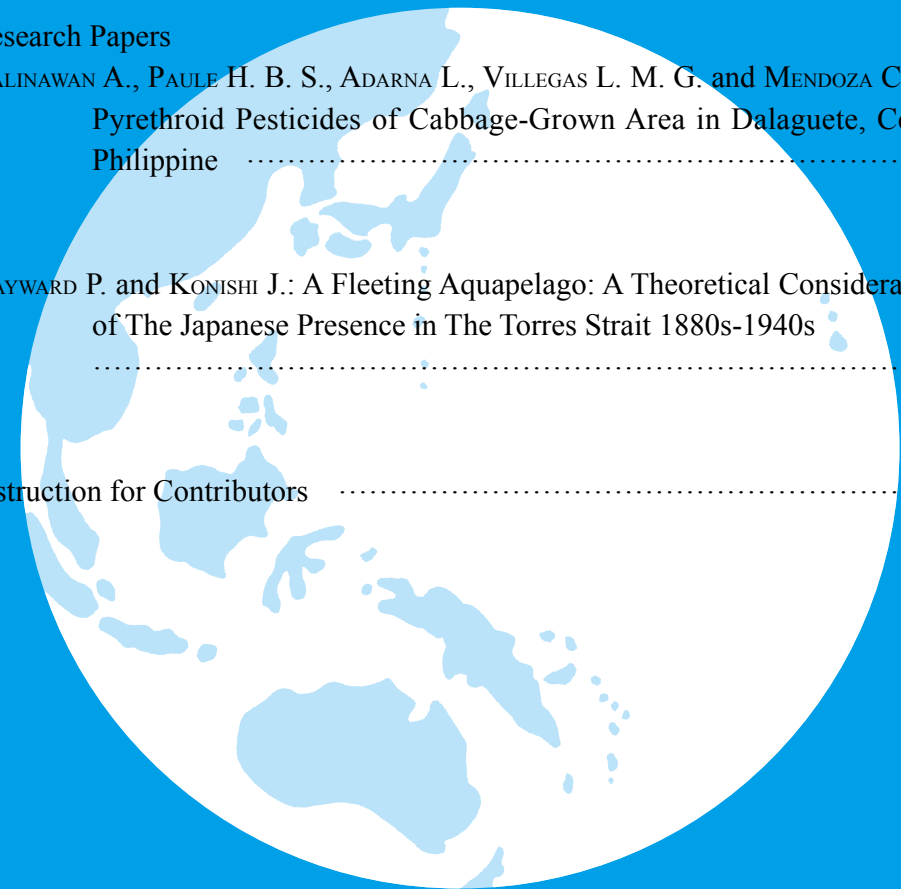 esearch Papers
ALINAWAN A., PAULE H. B. S., ADARNA L., VILLEGAS L. M. G. and MENDOZA C
Pyrethroid Pesticides of Cabbage-Grown Area in Dalaguete, Ce
Philippine ................................................
AYWARD P. and KONISHI J.: A Fleeting Aquapelago: A Theoretical Considera
of The Japanese Presence in The Torres Strait 1880s-1940s
................................................
struction for Contributors ................................................